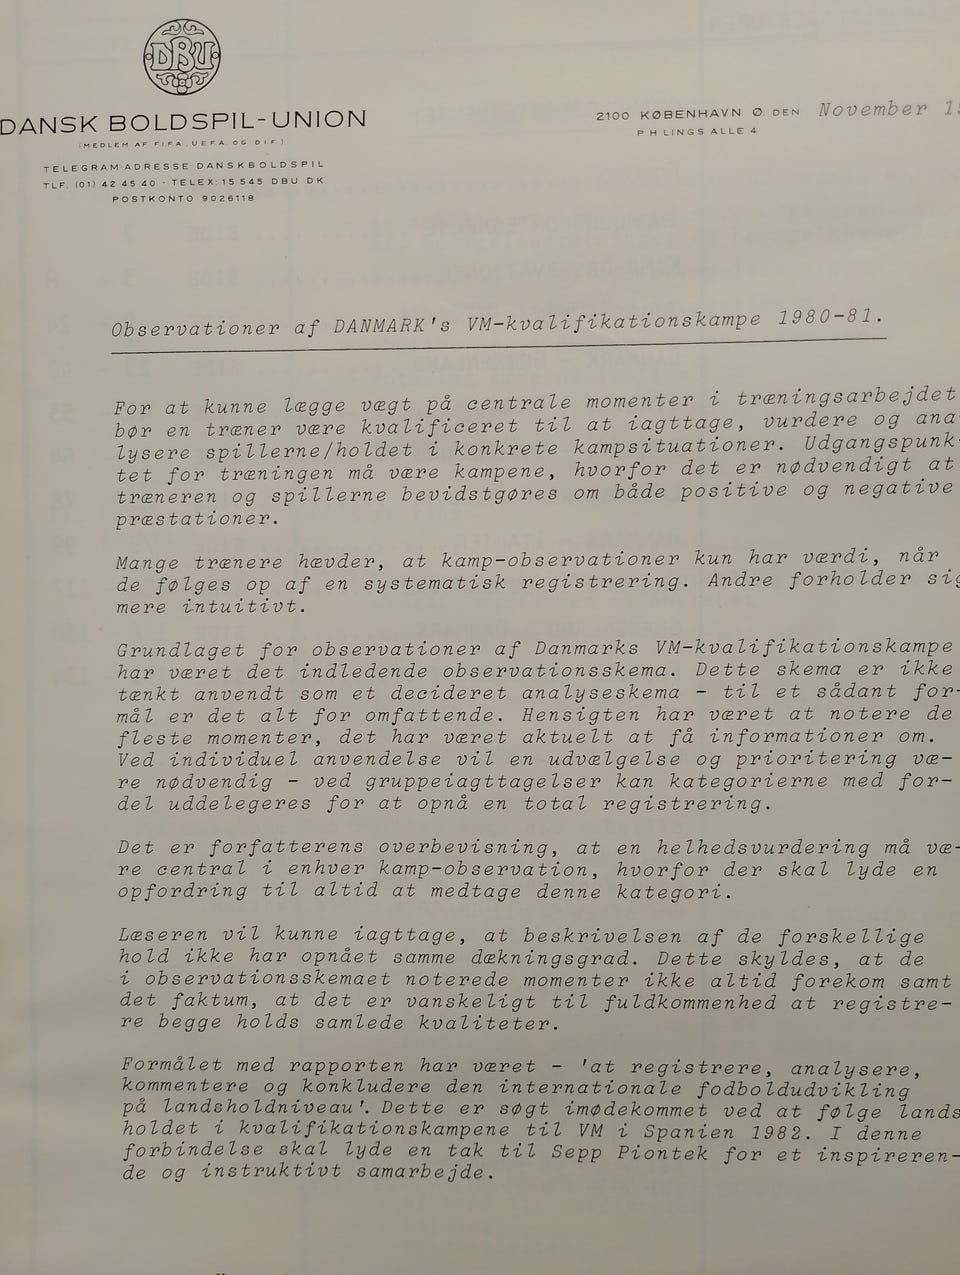 DBU
DANSK BOLDSPIL-UNION
(MEDLEM AF FIFA, UEFA, OG DIF)
TELEGRAM-ADRESSE DANSKBOLDSPIL
TLF. (01) 42 45 40 · TELEX: 15 545 DBU DK
POSTKONTO 9026118
2100 KØBENHAVN Ø. DEN November
PH LINGS ALLE 4
Observationer af DANMARK's VM-kvalifikationskampe 1980-81.
For at kunne lægge vægt på centrale momenter i træningsarbejdet
bør en træner være kvalificeret til at iagttage, vurdere og ana-
lysere spillerne/holdet i konkrete kampsituationer. Udgangspunk-
tet for træningen må være kampene, hvorfor det er nødvendigt at
træneren og spillerne bevidstgøres om både positive og negative
præstationer.
Mange trænere hævder, at kamp-observationer kun har værdi, når
de følges op af en systematisk registrering. Andre forholder sig
mere intuitivt.
Grundlaget for observationer af Danmarks VM-kvalifikationskampe
har været det indledende observationsskema. Dette skema er ikke
tænkt anvendt som et decideret analyseskema - til et sådant for-
mål er det alt for omfattende. Hensigten har været at notere de
fleste momenter, det har været aktuelt at få informationer om.
Ved individuel anvendelse vil en udvælgelse og prioritering væ-
re nødvendig - ved gruppeiagttagelser kan kategorierne med for-
del uddelegeres for at opnå en total registrering.
Det er forfatterens overbevisning, at en helhedsvurdering må væ-
re central i enhver kamp-observation, hvorfor der skal lyde en
opfordring til altid at medtage denne kategori.
Læseren vil kunne iagttage, at beskrivelsen af de forskellige
hold ikke har opnået samme dækningsgrad. Dette skyldes, at de
i observationsskemaet noterede momenter ikke altid forekom samt
det faktum, at det er vanskeligt til fuldkommenhed at registre-
re begge holds samlede kvaliteter.
Formålet med rapporten har været - 'at registrere, analysere,
kommentere og konkludere den internationale fodboldudvikling
på landsholdniveau'. Dette er søgt imødekommet ved at følge lands
holdet i kvalifikationskampene til VM i Spanien 1982. I denne
forbindelse skal lyde en tak til Sepp Piontek for et inspireren-
de og instruktivt samarbejde.